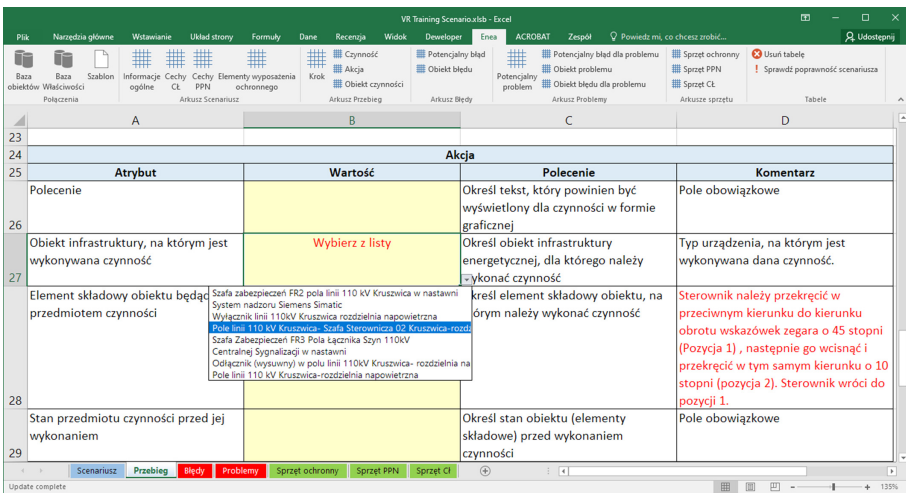 VR Training Scenario.xlsb - Excel
Plik Narzędzia główne Wstawianie Układ strony Formuły Dane Recenzja Widok Deweloper Enea ACROBAT Zespół Powiedz mi, co chcesz zrobić... Udostępnij
Baza obiektów
Baza Właściwości
Szablon
Połączenia
Informacje ogólne
Cechy CŁ
Cechy PPN
Elementy wyposażenia ochronnego
Arkusz Scenariusz
Krok
Czynność
Akcja
Obiekt czynności
Arkusz Przebieg
Potencjalny błąd
Obiekt błędu
Arkusz Błędy
Potencjalny problem
Potencjalny błąd dla problemu
Obiekt problemu
Obiekt błędu dla problemu
Arkusz Problemy
Sprzęt ochronny
Sprzęt PPN
Sprzęt CŁ
Arkusze sprzętu
Usuń tabelę
Sprawdź poprawność scenariusza
Tabele
A B C D
23
24 Akcja
25 Atrybut Wartość Polecenie Komentarz
26
Polecenie
Określ tekst, który powinien być
wyświetlony dla czynności w formie
graficznej
Pole obowiązkowe
27
Obiekt infrastruktury, na którym jest
wykonywana czynność
Wybierz z listy
Określ obiekt infrastruktury
energetycznej, dla którego należy
wykonać czynność
Typ urządzenia, na którym jest
wykonywana dana czynność.
28
Element składowy obiektu będąc
przedmiotem czynności
Szafa zabezpieczeń FR2 pola linii 110 kV Kruszwica w nastawni
System nadzoru Siemens Simatic
Wyłącznik linii 110kV Kruszwica rozdzielnia napowietrzna
Pole linii 110 kV Kruszwica- Szafa Sterownicza 02 Kruszwica-rozdz
Szafa Zabezpieczeń FR3 Pola Łącznika Szyn 110kV
Centralnej Sygnalizacji w nastawni
Odłącznik (wysuwny) w polu linii 110kV Kruszwica- rozdzielnia na
Pole linii 110 kV Kruszwica-rozdzielnia napowietrzna
kreśl element składowy obiektu, na
órym należy wykonać czynność
Sterownik należy przekręcić w
przeciwnym kierunku do kierunku
obrotu wskazówek zegara o 45 stopni
(Pozycja 1) , następnie go wcisnąć i
przekręcić w tym samym kierunku o 10
stopni (pozycja 2). Sterownik wróci do
pozycji 1.
29
Stan przedmiotu czynności przed jej
wykonaniem
Określ stan obiektu (elementy
składowe) przed wykonaniem
czynności
Pole obowiązkowe
Scenariusz Przebieg Błędy Problemy Sprzęt ochronny Sprzęt PPN Sprzęt Cł
Update complete
135%